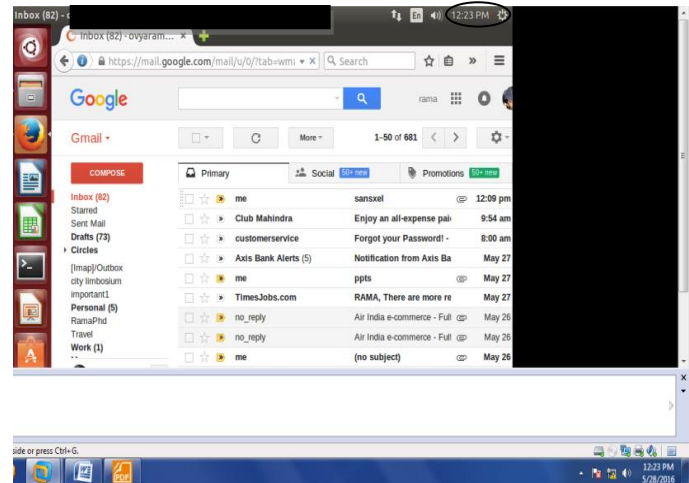 Inbox (82) -
En 12:23 PM
Inbox (82) - ovyaram... ×
https://mail.google.com/mail/u/0/?tab=wm Search
Google rama
Gmail More 1–50 of 681
COMPOSE Primary Social 50+ new Promotions 50+ new
Inbox (82)
Starred
Sent Mail
Drafts (73)
Circles
[Imap]/Outbox
city limbosium
important1
Personal (5)
RamaPhd
Travel
Work (1)
me sansxel 12:09 pm
Club Mahindra Enjoy an all-expense paid 9:54 am
customerservice Forgot your Password! - 8:00 am
Axis Bank Alerts (5) Notification from Axis Ba May 27
me ppts May 27
TimesJobs.com RAMA, There are more re May 27
no_reply Air India e-commerce - Full May 26
no_reply Air India e-commerce - Full May 26
me (no subject) May 26
side or press Ctrl+G.
PDF
12:23 PM
5/28/2016